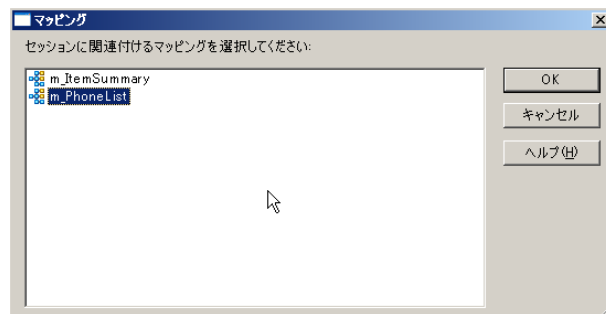 マッピング
セッションに関連付けるマッピングを選択してください:
m_ItemSummary
m_PhoneList
OK
キャンセル
ヘルプ(H)